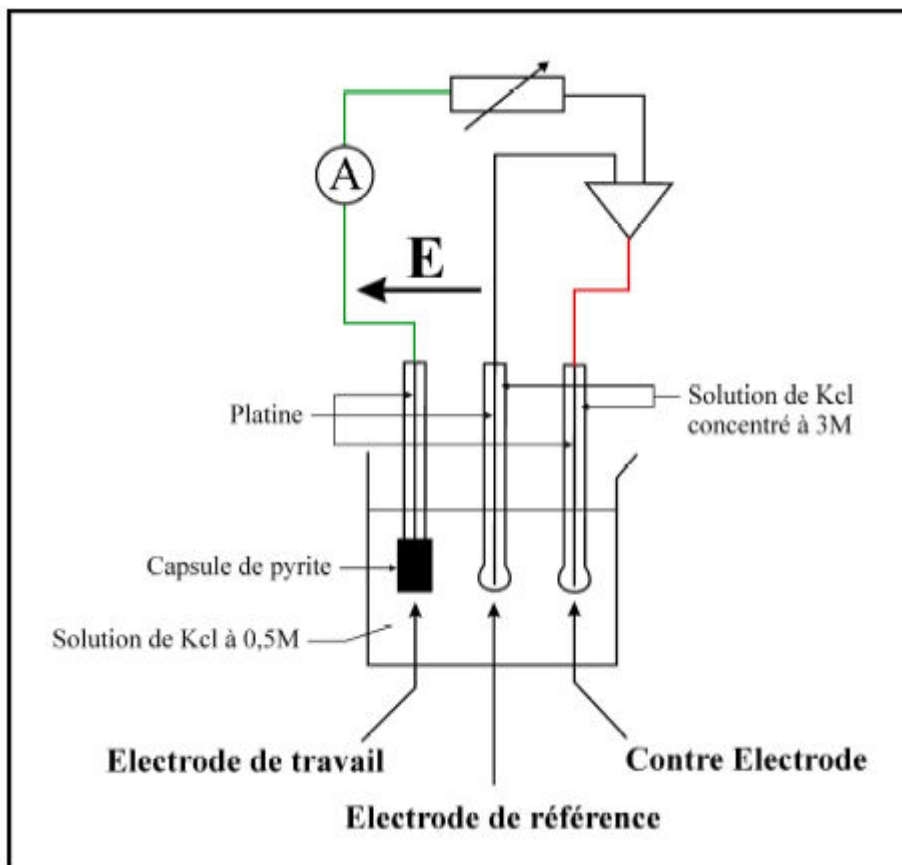 A
E
Platine
Solution de Kcl
concentré à 3M
Capsule de pyrite
Solution de Kcl à 0,5M
Electrode de travail
Contre Electrode
Electrode de référence